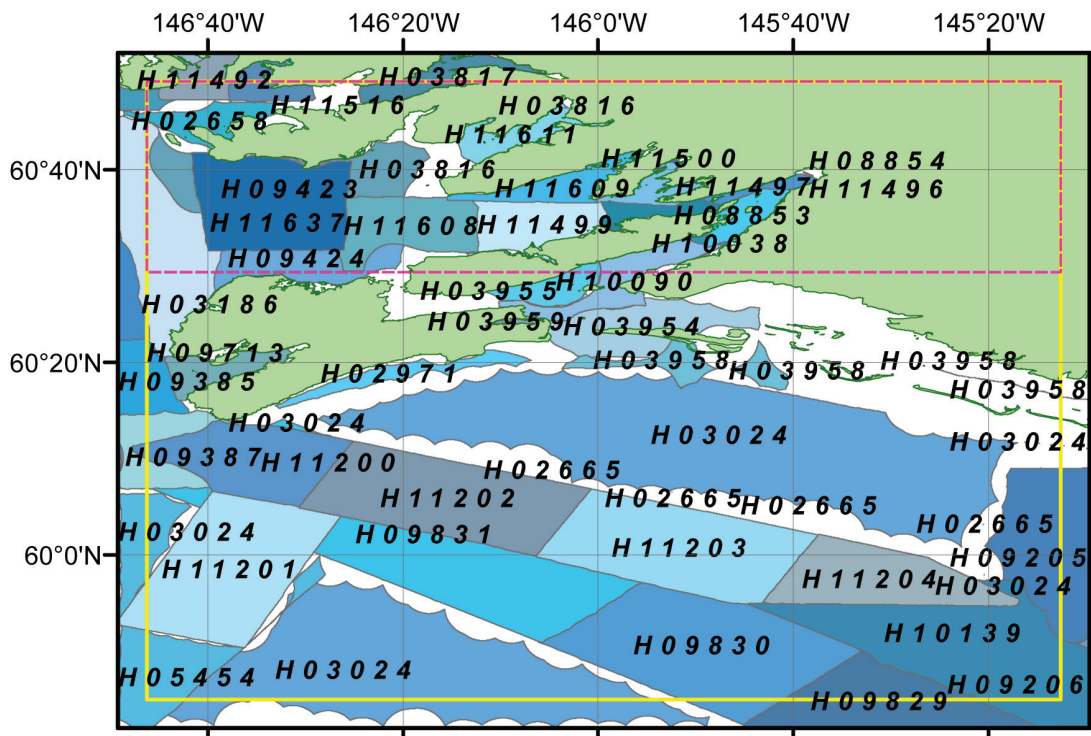 146°40'W 146°20'W 146°0'W 145°40'W 145°20'W
H11492 H03817
H11516 H03816
H02658 H11611
60°40'N H03816 H11500 H08854
H09423 H11609 H11497 H11496
H11637 H11608 H11499 H08853
H09424 H10038
H03186 H03955 H10090
H03959 H03954
60°20'N H09713 H03958 H03958
H09385 H02971 H03958 H03958
H03024 H03024 H03024
H09387 H11200 H02665
H11202 H02665 H02665
H03024 H09831 H02665
60°0'N H11201 H11203 H09205
H11204 H03024
H09830 H10139
H05454 H03024 H09206
H09829